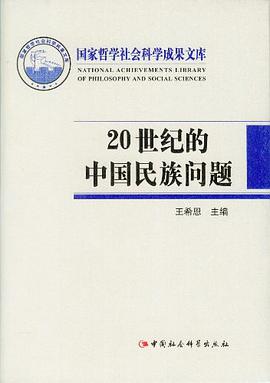 国家哲学社会科学成果文库
NATIONAL ACHIEVEMENTS LIBRARY
OF PHILOSOPHY AND SOCIAL SCIENCES
20世纪的
中国民族问题
王希恩 主编
中国社会科学出版社